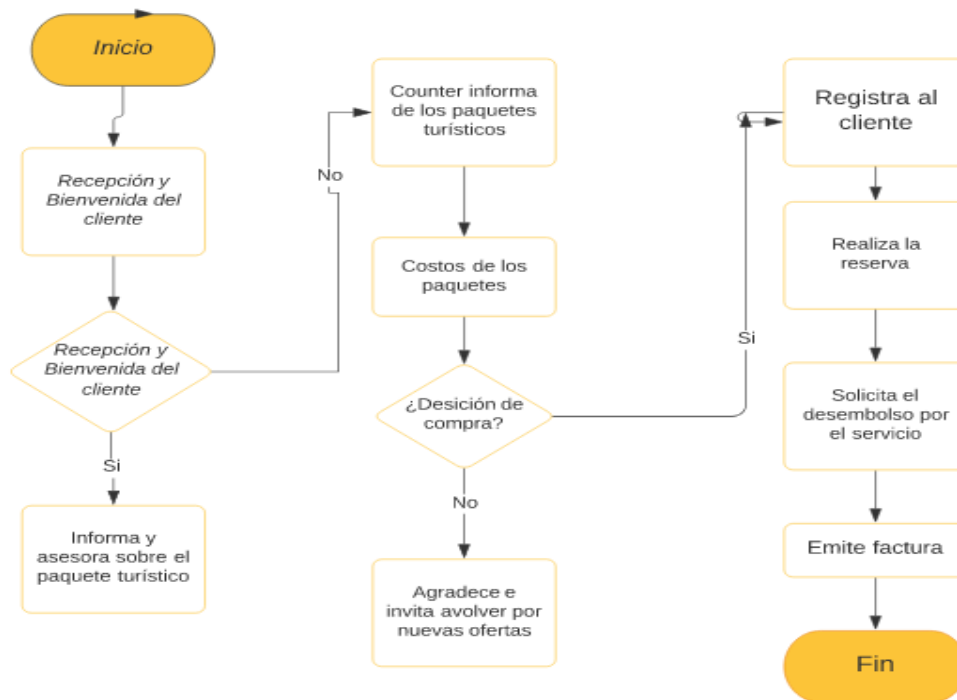 Inicio
Recepción y
Bienvenida del
cliente
Recepción y
Bienvenida del
cliente
Si
Informa y
asesora sobre el
paquete turístico
No
Counter informa
de los paquetes
turísticos
Costos de los
paquetes
¿Desición de
compra?
No
Agradece e
invita avolver por
nuevas ofertas
Si
Registra al
cliente
Realiza la
reserva
Solicita el
desembolso por
el servicio
Emite factura
Fin